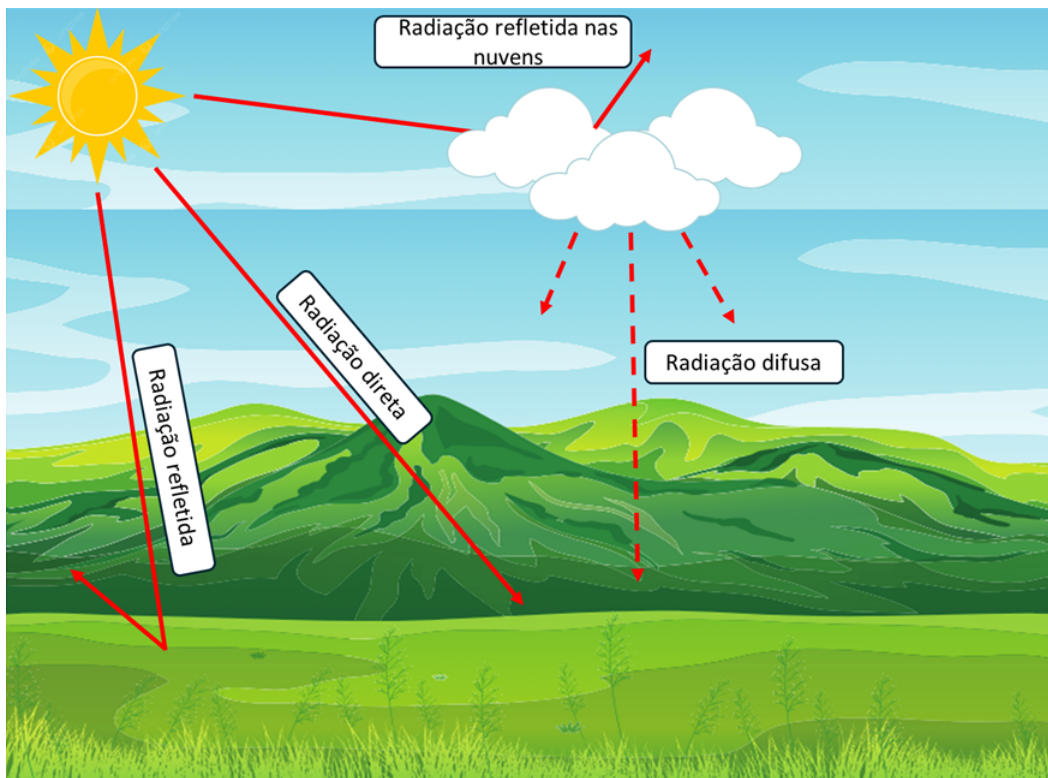 Radiação refletida nas
nuvens
Radiação direta
Radiação difusa
Radiação refletida